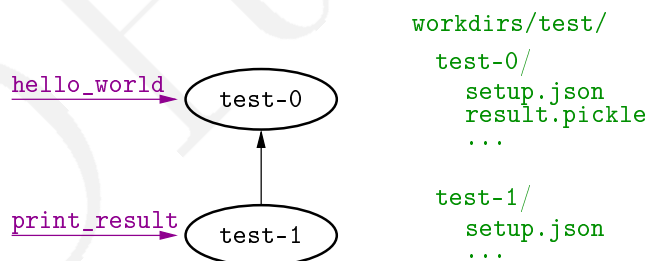 workdirs/test/
test-0/
hello_world
test-0
setup.json
result.pickle
...
test-1/
print_result
test-1
setup.json
...